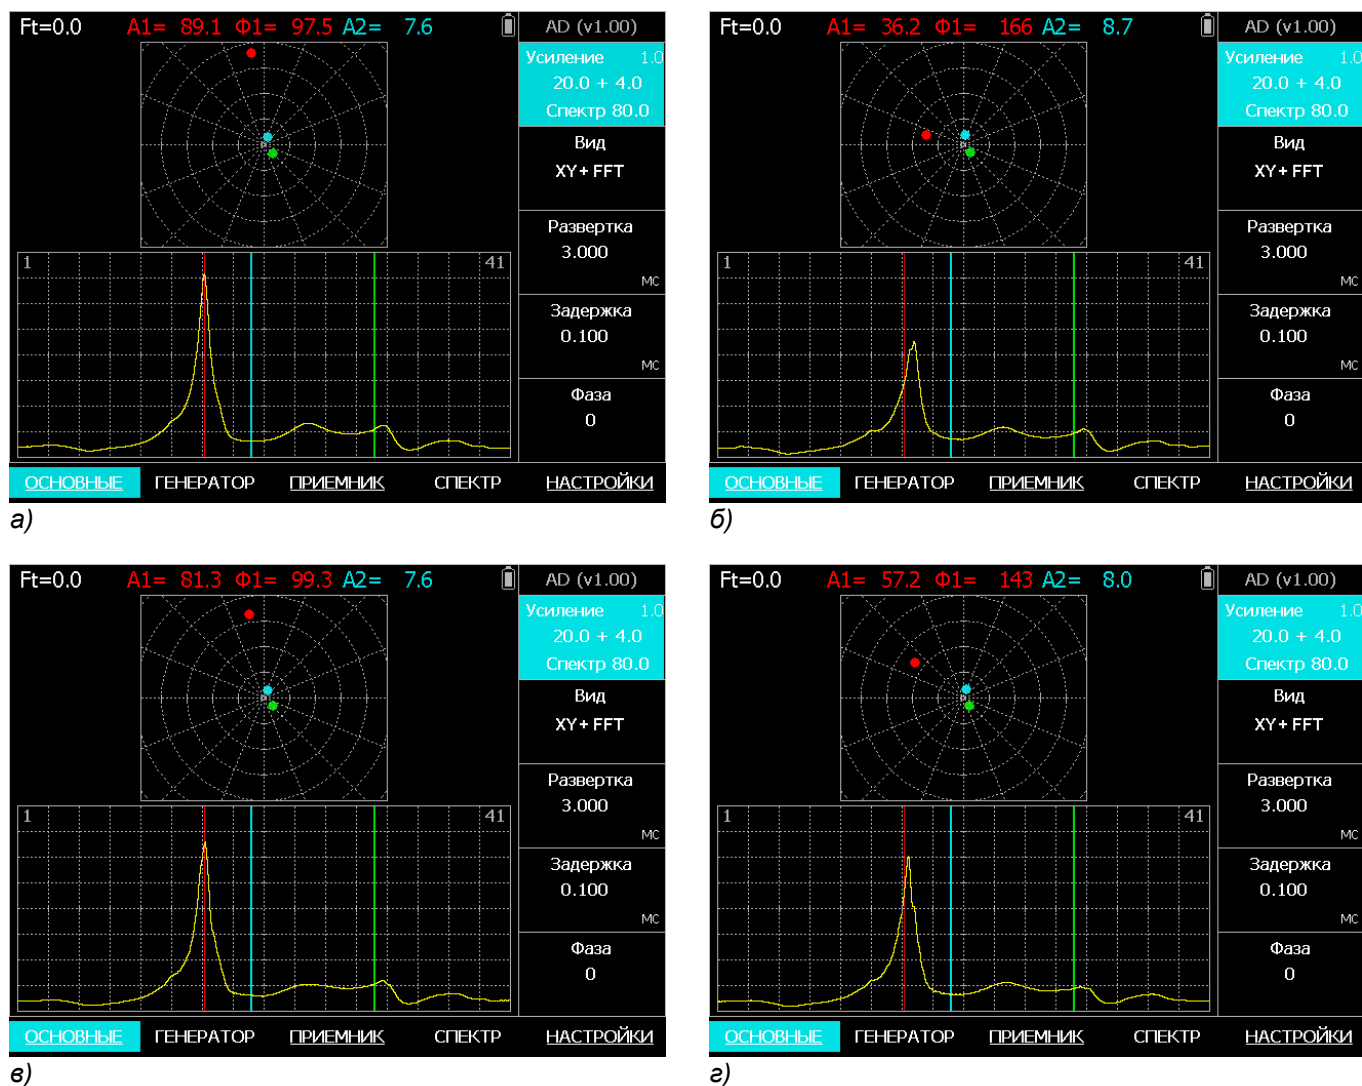 Ft=0.0 A1= 89.1 Ф1= 97.5 A2= 7.6
AD (v1.00)
Усиление 1.0
20.0 + 4.0
Спектр 80.0
Вид
XY+FFT
Развертка
3.000
мс
Задержка
0.100
мс
Фаза
0
1 41
ОСНОВНЫЕ ГЕНЕРАТОР ПРИЕМНИК СПЕКТР НАСТРОЙКИ
а)
Ft=0.0 A1= 36.2 Ф1= 166 A2= 8.7
AD (v1.00)
Усиление 1.0
20.0 + 4.0
Спектр 80.0
Вид
XY+FFT
Развертка
3.000
мс
Задержка
0.100
мс
Фаза
0
1 41
ОСНОВНЫЕ ГЕНЕРАТОР ПРИЕМНИК СПЕКТР НАСТРОЙКИ
б)
Ft=0.0 A1= 81.3 Ф1= 99.3 A2= 7.6
AD (v1.00)
Усиление 1.0
20.0 + 4.0
Спектр 80.0
Вид
XY+FFT
Развертка
3.000
мс
Задержка
0.100
мс
Фаза
0
1 41
ОСНОВНЫЕ ГЕНЕРАТОР ПРИЕМНИК СПЕКТР НАСТРОЙКИ
в)
Ft=0.0 A1= 57.2 Ф1= 143 A2= 8.0
AD (v1.00)
Усиление 1.0
20.0 + 4.0
Спектр 80.0
Вид
XY+FFT
Развертка
3.000
мс
Задержка
0.100
мс
Фаза
0
1 41
ОСНОВНЫЕ ГЕНЕРАТОР ПРИЕМНИК СПЕКТР НАСТРОЙКИ
г)